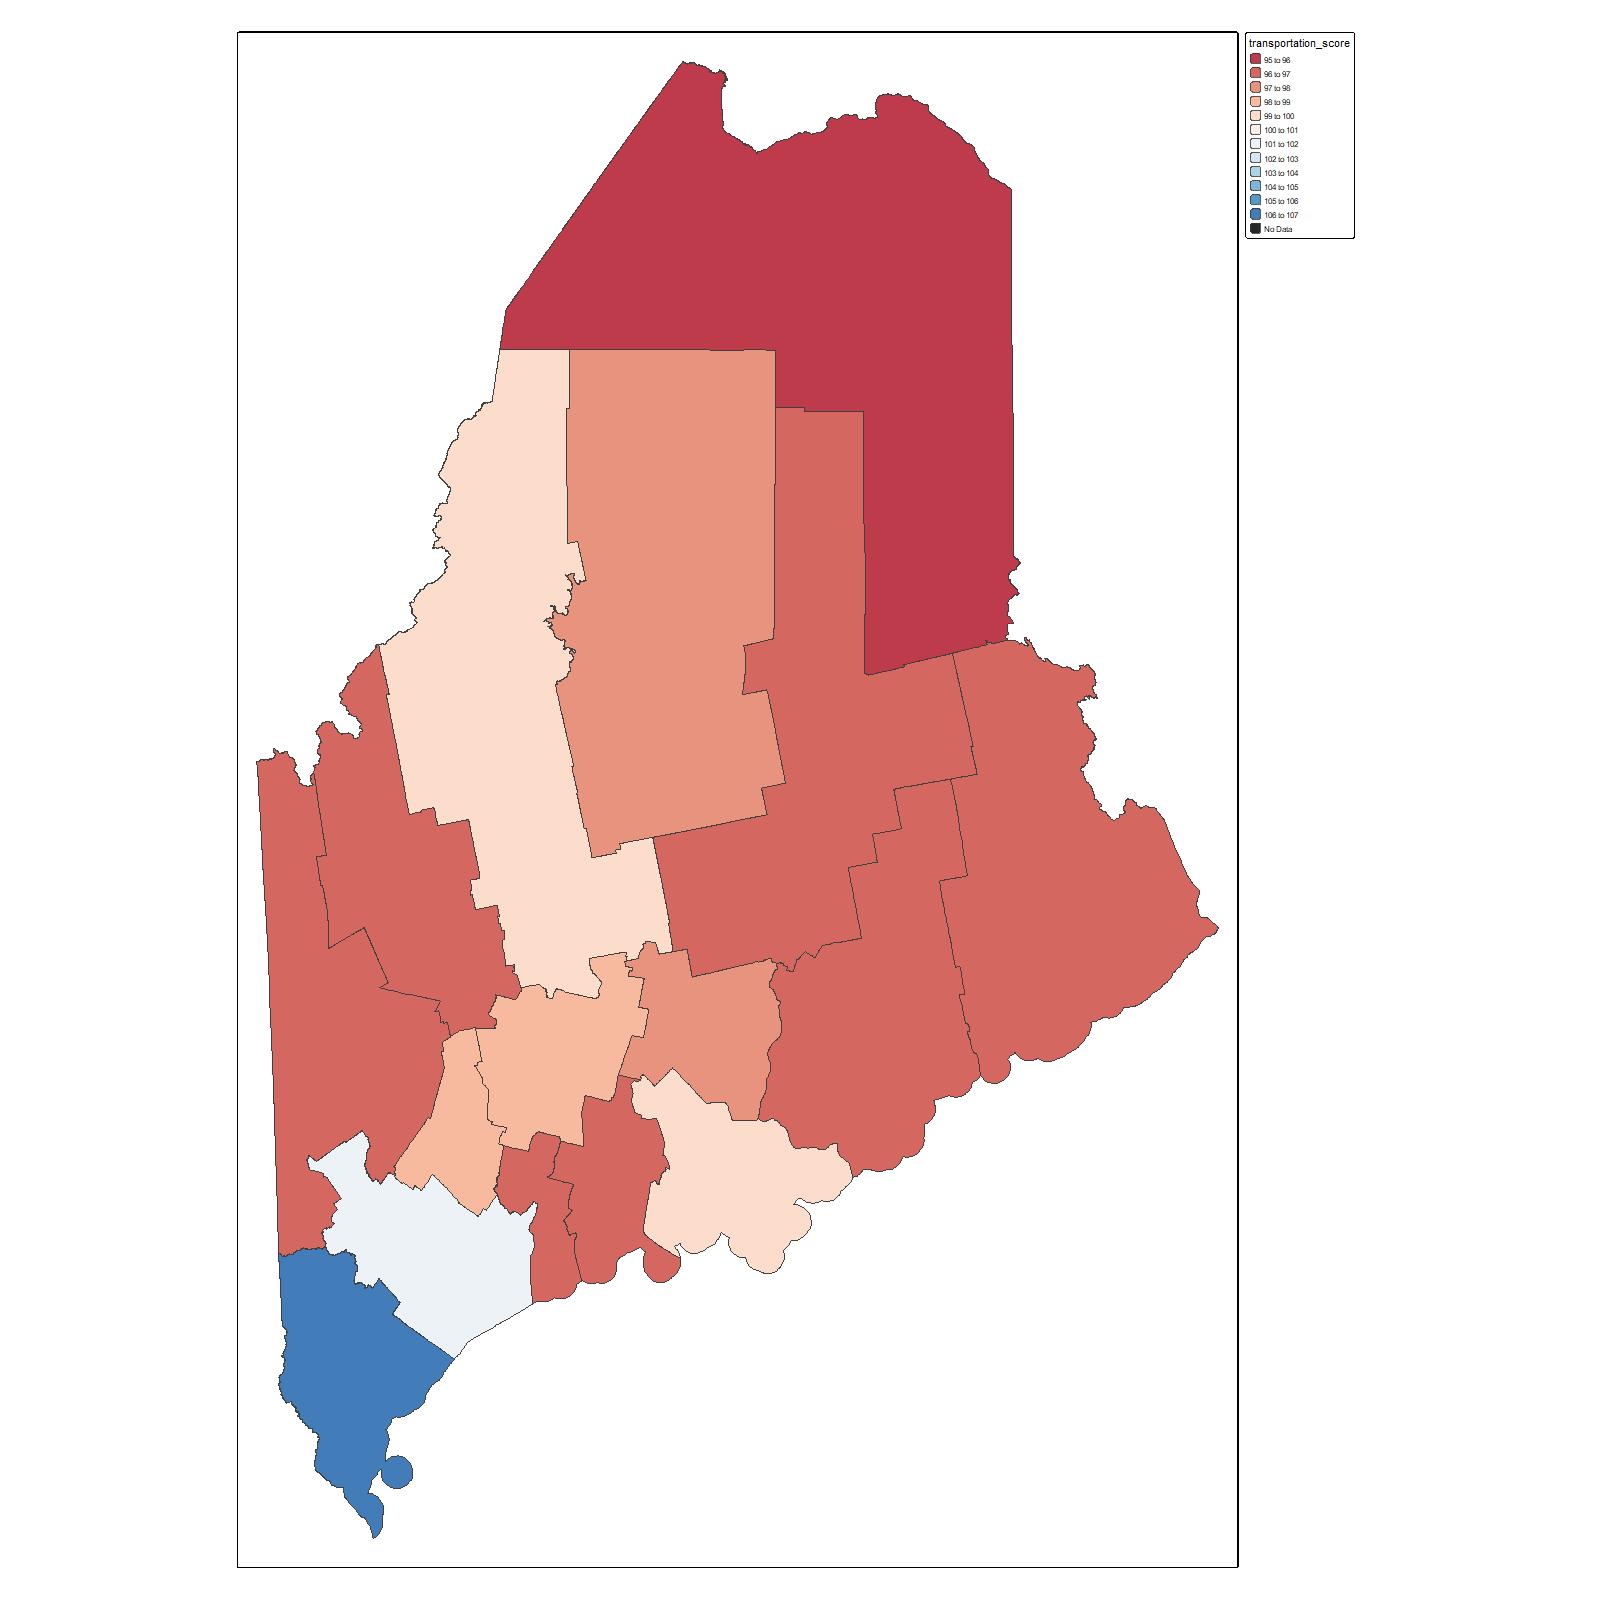 transportation_score
95 to 96
96 to 97
97 to 98
98 to 99
99 to 100
100 to 101
101 to 102
102 to 103
103 to 104
104 to 105
105 to 106
106 to 107
No Data